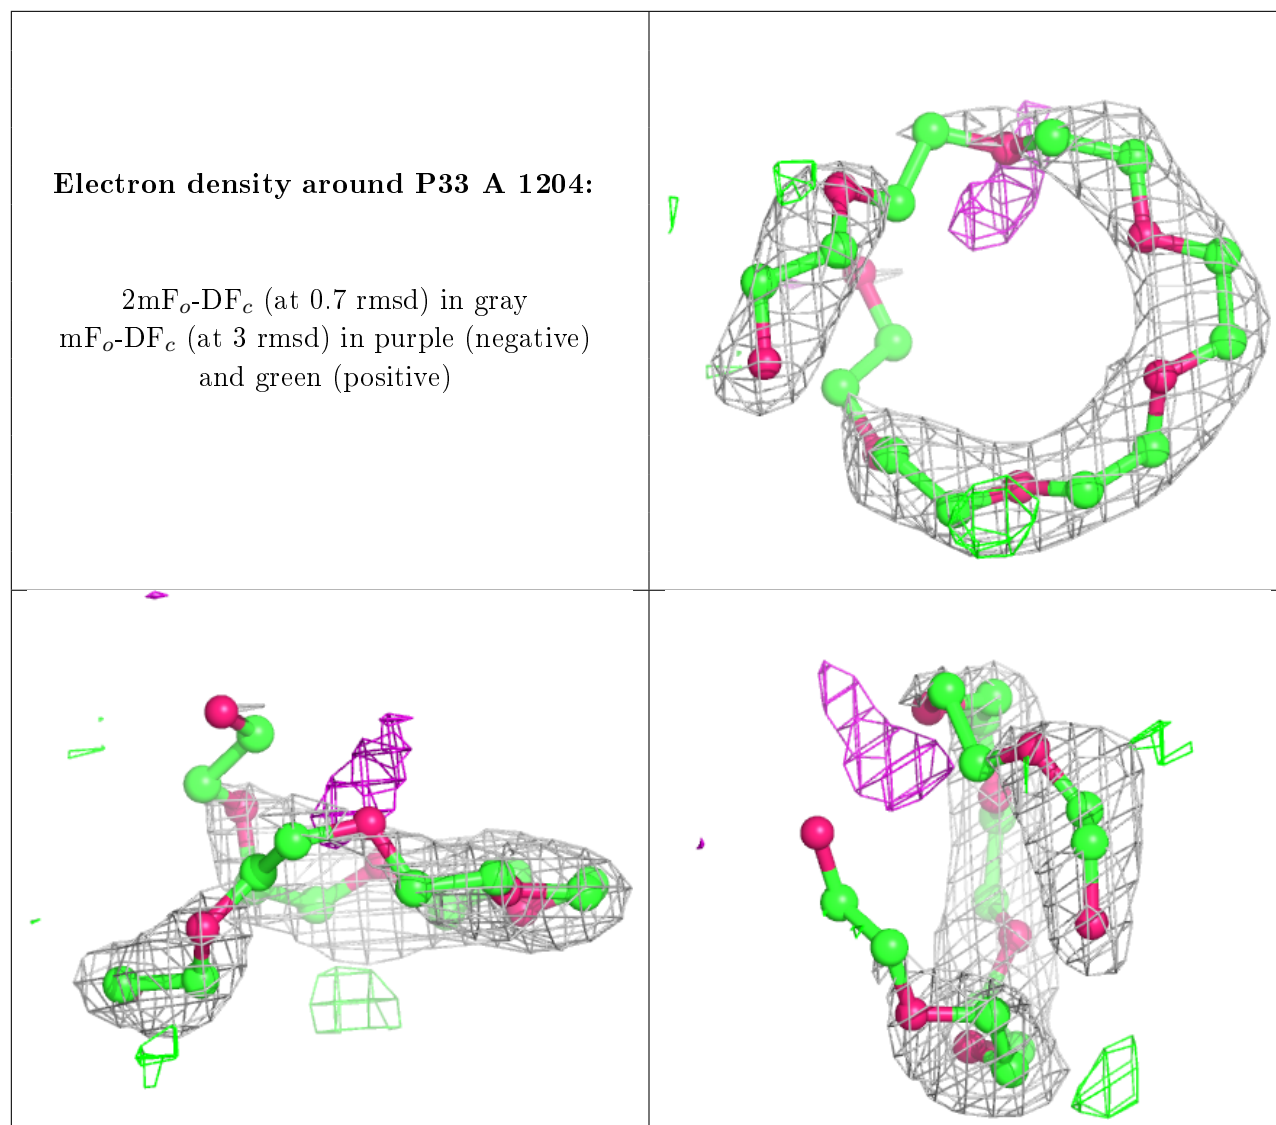 Electron density around P33 A 1204:
2mFₒ-DF𝒸 (at 0.7 rmsd) in gray
mFₒ-DF𝒸 (at 3 rmsd) in purple (negative)
and green (positive)